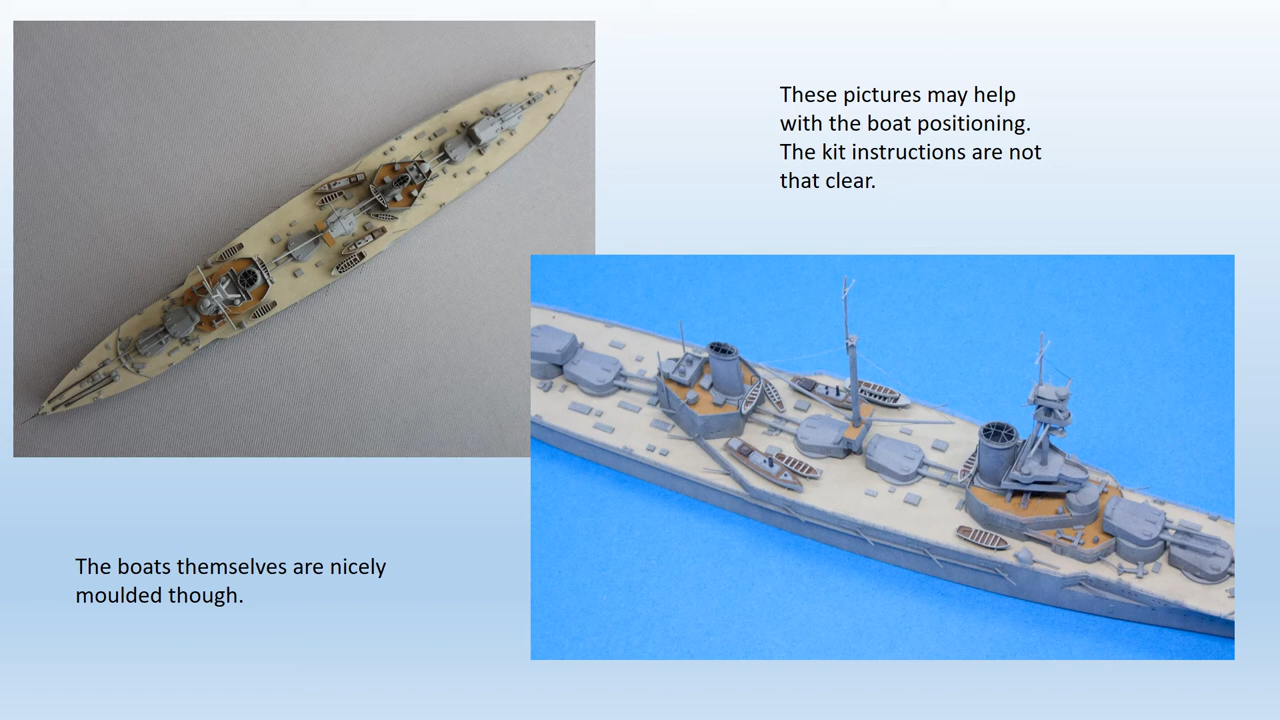 These pictures may help
with the boat positioning.
The kit instructions are not
that clear.
The boats themselves are nicely
moulded though.